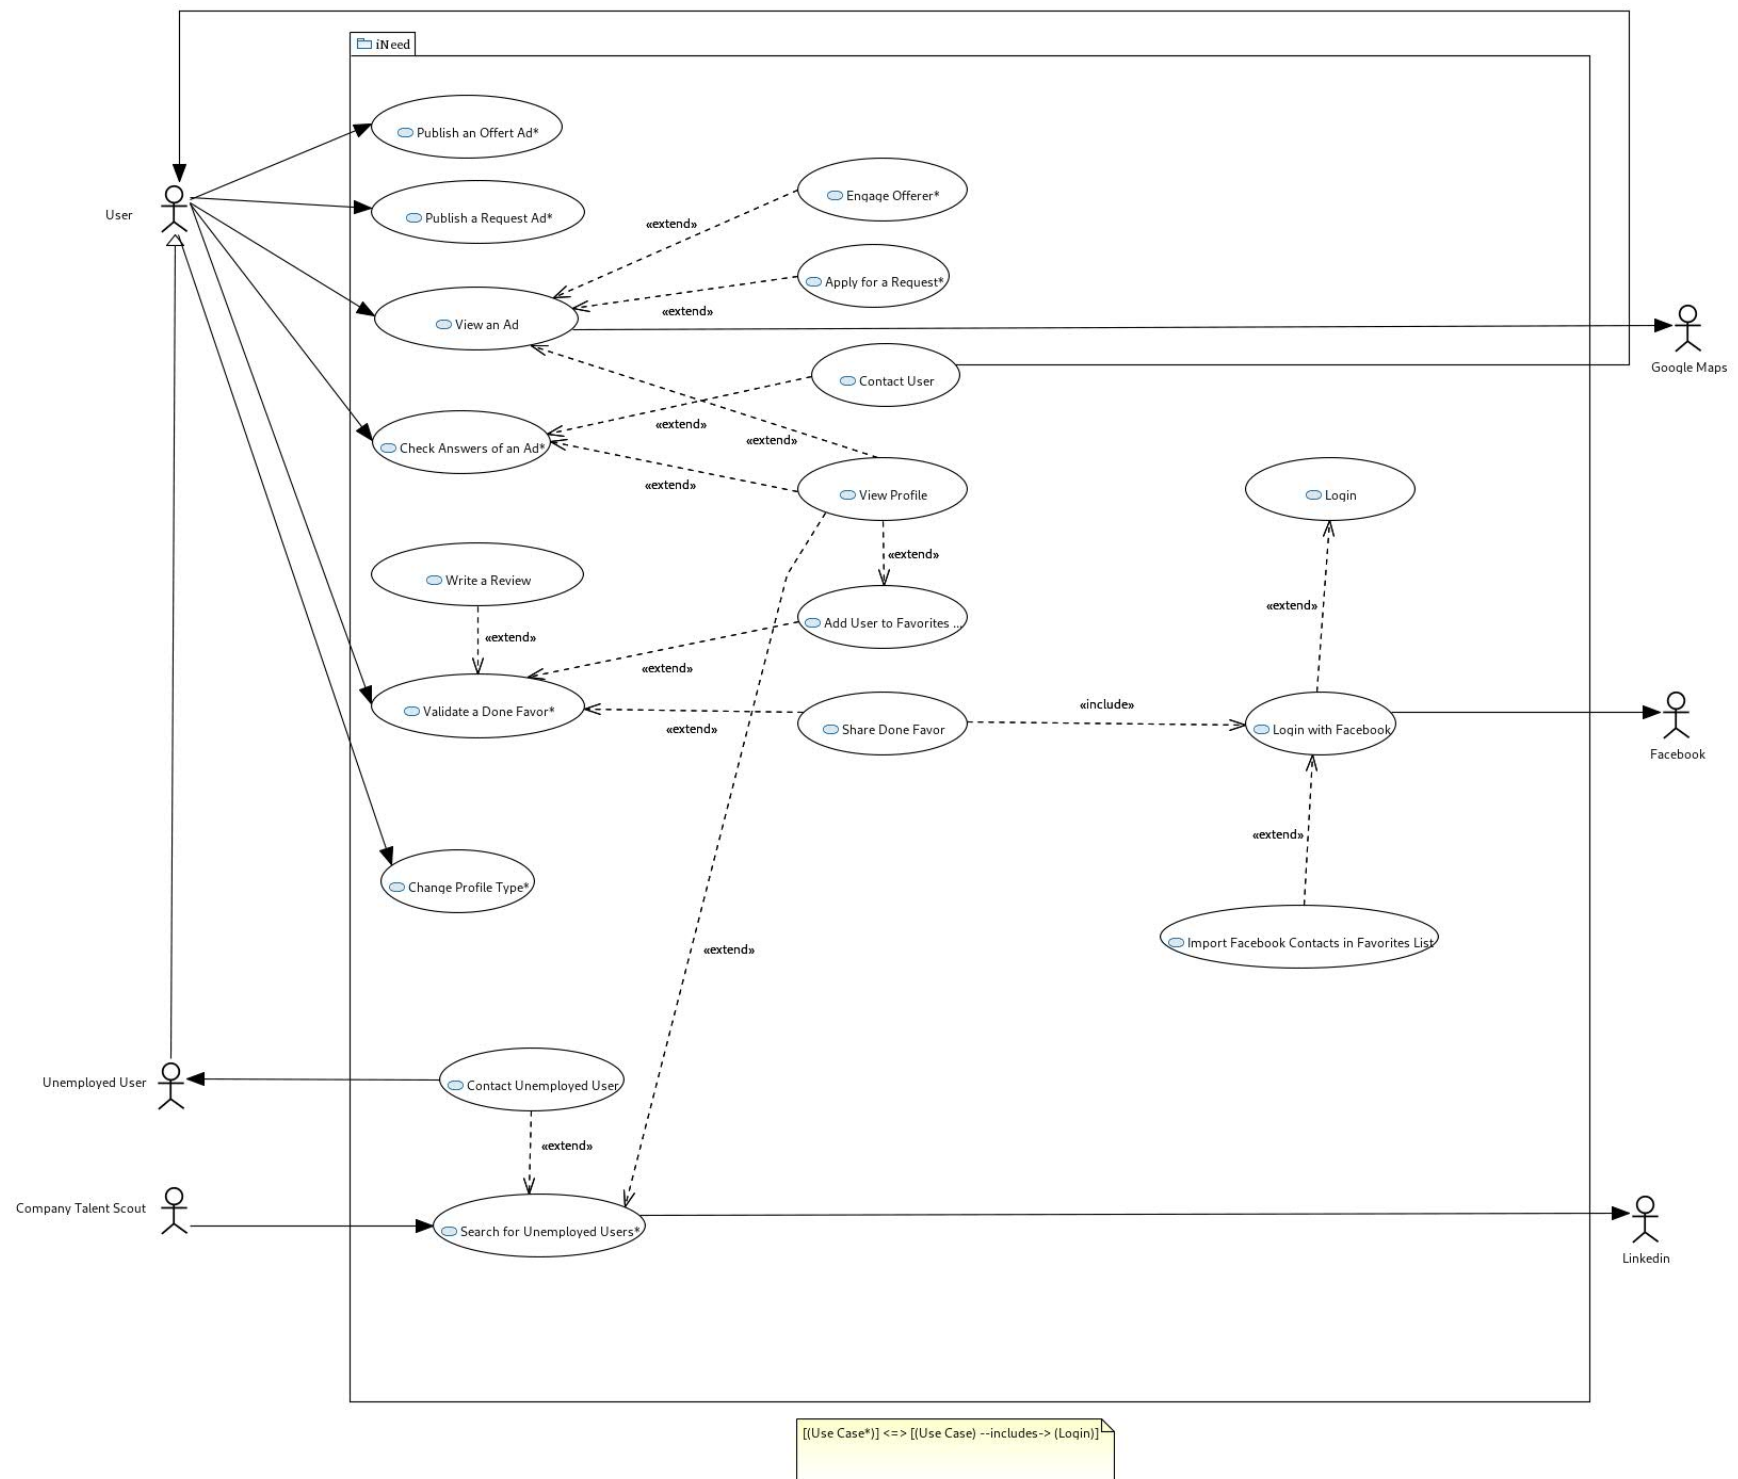 iNeed
Publish an Offert Ad*
Engage Offerer*
User
Publish a Request Ad*
«extend»
Apply for a Request*
«extend»
View an Ad
Google Maps
Contact User
«extend»
«extend»
Check Answers of an Ad*
«extend»
View Profile
Login
«extend»
Write a Review
«extend»
Add User to Favorites ...
«extend»
«extend»
«include»
Validate a Done Favor*
«extend»
Share Done Favor
Login with Facebook
Facebook
«extend»
Change Profile Type*
«extend»
Import Facebook Contacts in Favorites List
Unemployed User
Contact Unemployed User
«extend»
Company Talent Scout
Search for Unemployed Users*
Linkedin
[(Use Case*)] <=> [(Use Case) --includes-> (Login)]